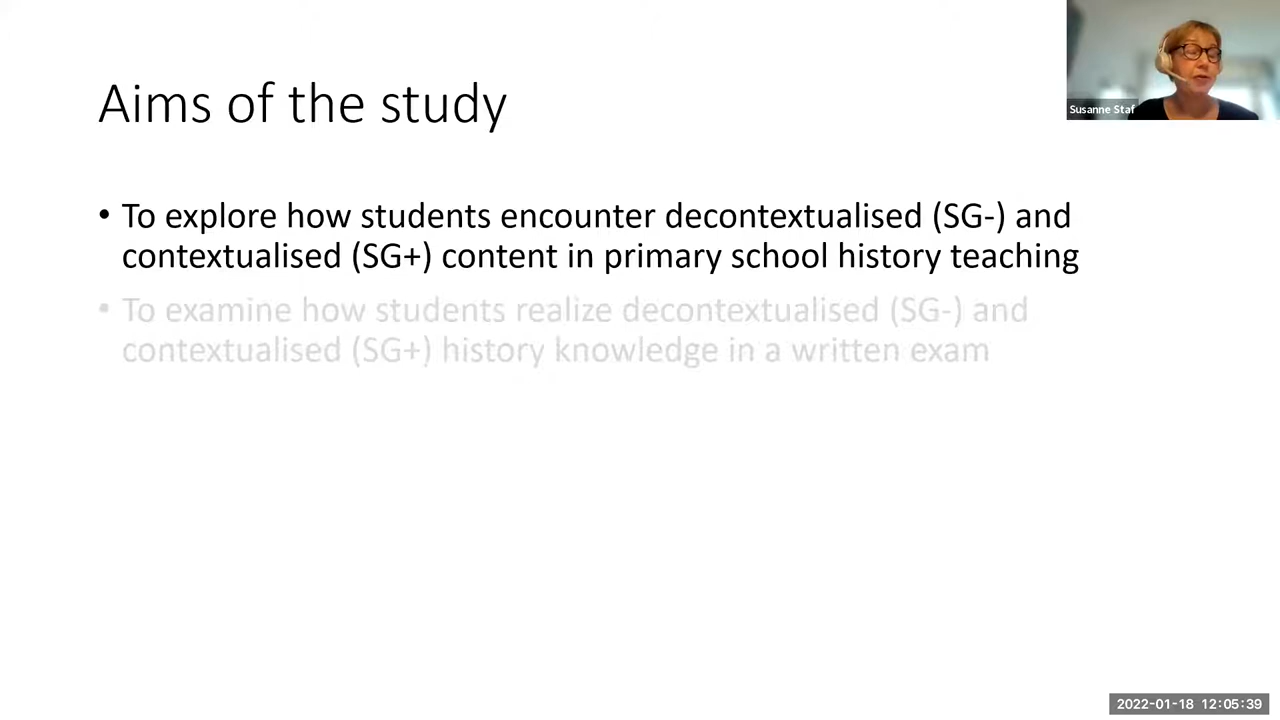 Aims of the study
Susanne Staf
• To explore how students encounter decontextualised (SG-) and
contextualised (SG+) content in primary school history teaching
• To examine how students realize decontextualised (SG-) and
contextualised (SG+) history knowledge in a written exam
2022-01-18 12:05:39